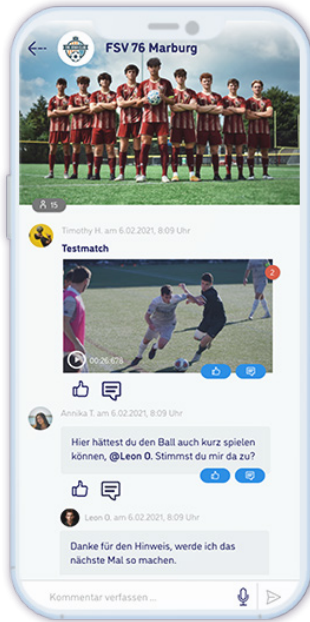 FSV 76 Marburg
15
Timothy H. am 6.02.2021, 8:09 Uhr
Testmatch
2
00:26:678
Annika T. am 6.02.2021, 8:09 Uhr
Hier hättest du den Ball auch kurz spielen
können, @Leon O. Stimmst du mir da zu?
Leon O. am 6.02.2021, 8:09 Uhr
Danke für den Hinweis, werde ich das
nächste Mal so machen.
Kommentar verfassen ...